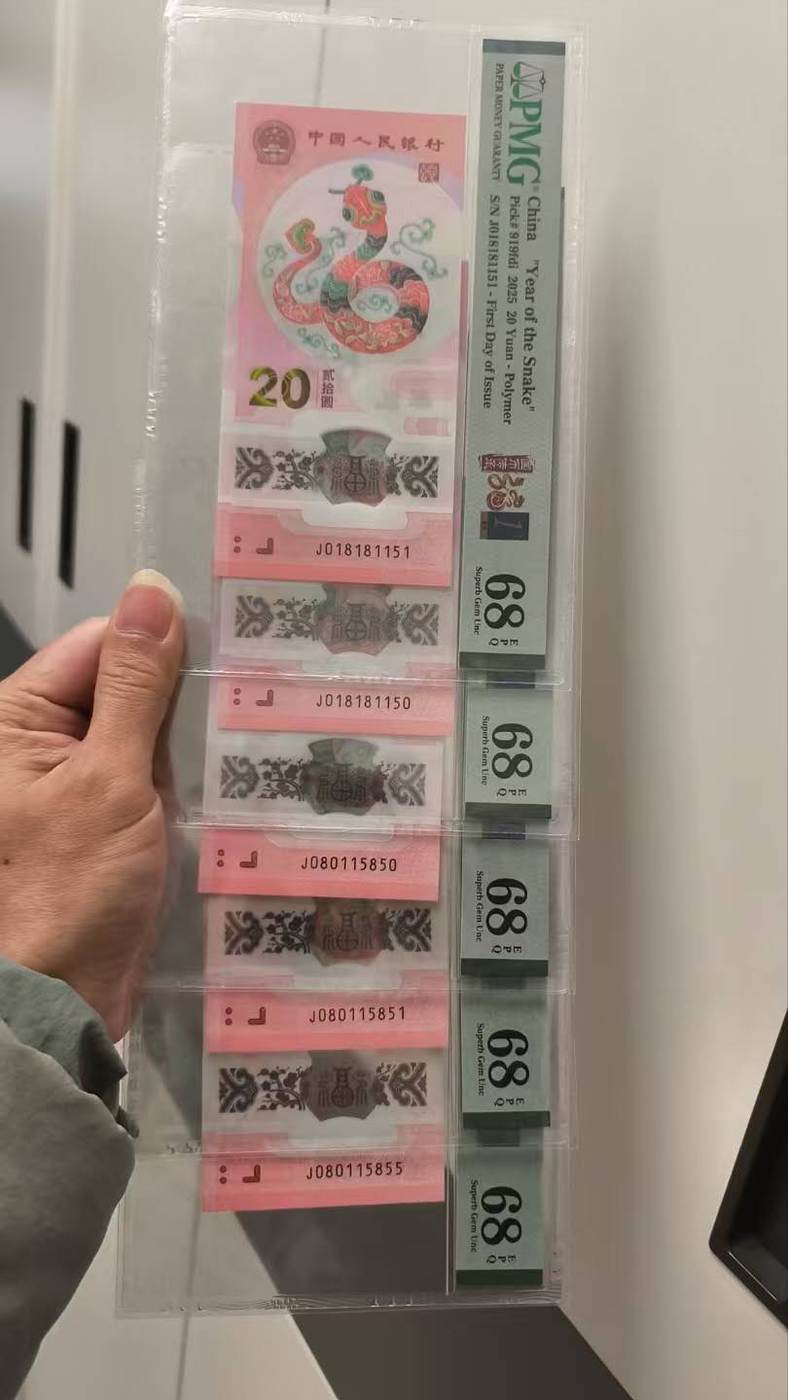 中国人民银行
20
贰拾圆
J018181151
PMG
PAPER MONEY GUARANTY
China "Year of the Snake"
Pick# 919fdi 2025 20 Yuan - Polymer
S/N J018181151 - First Day of Issue
68 EPQ
Superb Gem Unc
J018181150
68 EPQ
Superb Gem Unc
J080115850
68 EPQ
Superb Gem Unc
J080115851
68 EPQ
Superb Gem Unc
J080115855
68 EPQ
Superb Gem Unc